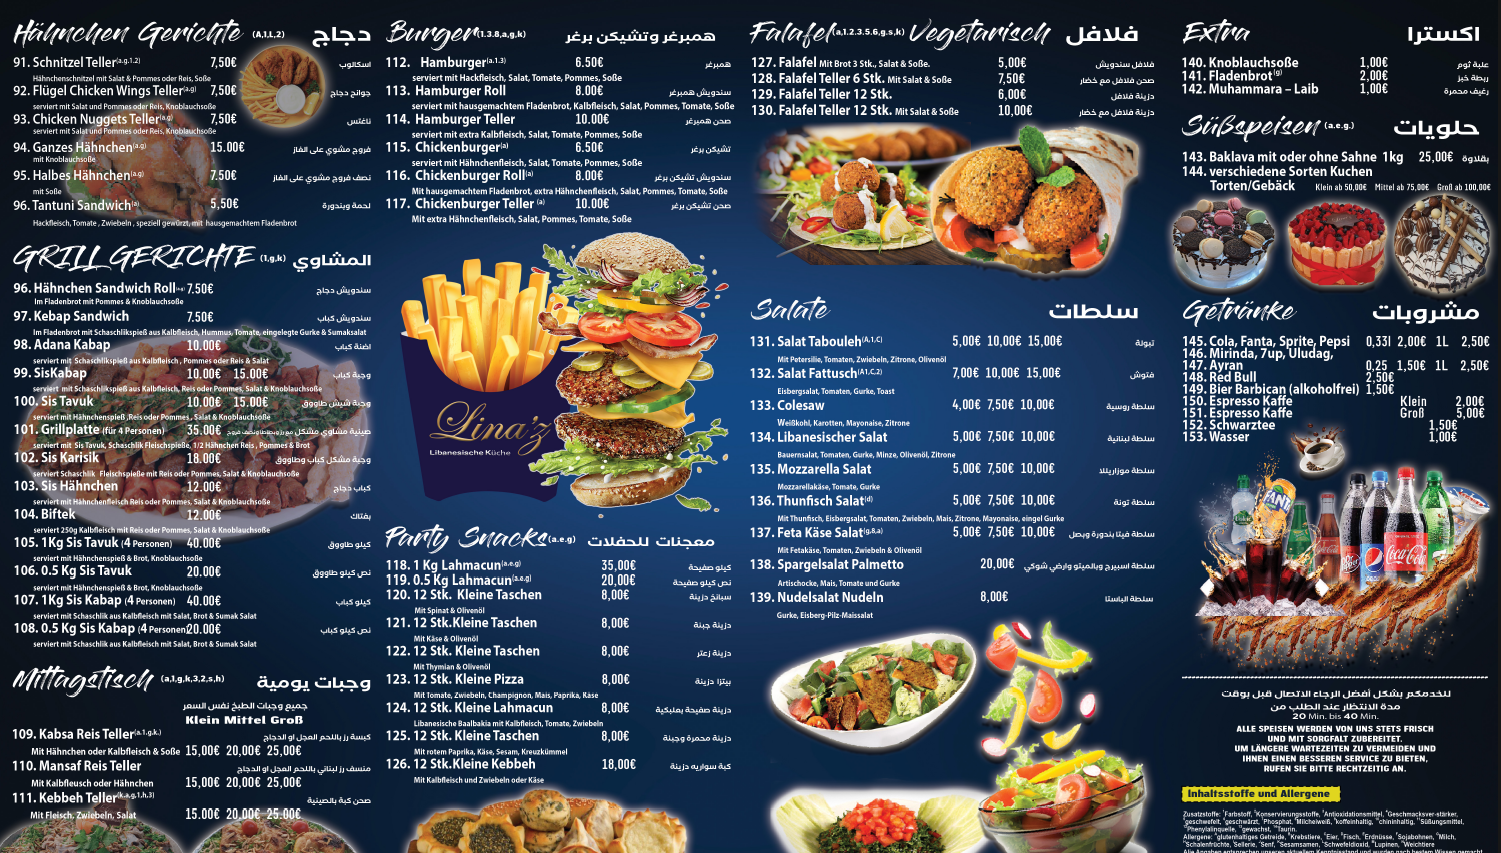 Hähnchen Gerichte (A,1,L,2) دجاج
91. Schnitzel Teller(a.g.1.2) 7,50€ اسكالوب
Hähnchenschnitzel mit Salat & Pommes oder Reis, Soße
92. Flügel Chicken Wings Teller(a.g) 7,50€ جوانح دجاج
serviert mit Salat und Pommes oder Reis, Knoblauchsoße
93. Chicken Nuggets Teller(a.g) 7,50€ ناغتس
serviert mit Salat und Pommes oder Reis, Knoblauchsoße
94. Ganzes Hähnchen(a.g) 15.00€ فروج مشوي على الغاز
mit Knoblauchsoße
95. Halbes Hähnchen(a.g) 7.50€ نصف فروج مشوي على الغاز
mit Soße
96. Tantuni Sandwich(a) 5,50€ لحمة وبندورة
Hackfleisch, Tomate , Zwiebeln , speziell gewürzt, mit hausgemachtem Fladenbrot
GRILL GERICHTE (1,g,k) المشاوي
96. Hähnchen Sandwich Roll 7.50€ سندويش دجاج
Im Fladenbrot mit Pommes & Knoblauchsoße
97. Kebap Sandwich 7.50€ سندويش كباب
Im Fladenbrot mit Schaschlikspieß aus Kalbfleisch, Hummus, Tomate, eingelegte Gurke & Sumaksalat
98. Adana Kabap 10.00€ اضنة كباب
serviert mit Schaschlikspieß aus Kalbfleisch , Pommes oder Reis & Salat
99. SisKabap 10.00€ 15.00€ وجبة كباب
serviert mit Schaschlikspieß aus Kalbfleisch, Reis oder Pommes, Salat & Knoblauchsoße
100. Sis Tavuk 10.00€ 15.00€ وجبة شيش طاووق
serviert mit Hähnchenspieß ,Reis oder Pommes , Salat & Knoblauchsoße
101. Grillplatte (für 4 Personen) 35.00€ صينية مشاوي مشكل
serviert mit Sis Tavuk, Schaschlik Fleischspieße, 1/2 Hähnchen Reis , Pommes & Brot
102. Sis Karisik 18.00€ وجبة مشكل كباب وطاووق
serviert Schaschlik Fleischspieße mit Reis oder Pommes, Salat & Knoblauchsoße
103. Sis Hähnchen 12.00€ كباب دجاج
serviert mit Hähnchenfleisch Reis oder Pommes, Salat & Knoblauchsoße
104. Biftek 12.00€ بفتاك
serviert 250g Kalbfleisch mit Reis oder Pommes, Salat & Knoblauchsoße
105. 1Kg Sis Tavuk (4 Personen) 40.00€ كيلو طاووق
serviert mit Hähnchenspieß & Brot, Knoblauchsoße
106. 0.5 Kg Sis Tavuk 20.00€ نص كيلو طاووق
serviert mit Hähnchenspieß & Brot, Knoblauchsoße
107. 1Kg Sis Kabap (4 Personen) 40.00€ كيلو كباب
serviert mit Schaschlik aus Kalbfleisch mit Salat, Brot & Sumak Salat
108. 0.5 Kg Sis Kabap (4 Personen) 20.00€ نص كيلو كباب
serviert mit Schaschlik aus Kalbfleisch mit Salat, Brot & Sumak Salat
Mittagstisch (a,1,g,k,3,2,s,h) وجبات يومية
جميع وجبات الطبخ نفس السعر
Klein Mittel Groß
109. Kabsa Reis Teller(a.1.g.k.) كبسة رز باللحم العجل او الدجاج
Mit Hähnchen oder Kalbfleisch & Soße 15,00€ 20,00€ 25,00€
110. Mansaf Reis Teller منسف رز لبناني باللحم العجل او الدجاج
Mit Kalbfleusch oder Hähnchen 15,00€ 20,00€ 25,00€
111. Kebbeh Teller(k,a,g,1,h,3) صحن كبة بالصينية
Mit Fleisch, Zwiebeln, Salat 15.00€ 20,00€ 25.00€
Burger(1.3.8,a,g,k) همبرغر وتشيكن برغر
112. Hamburger(a.1.3) 6.50€ همبرغر
serviert mit Hackfleisch, Salat, Tomate, Pommes, Soße
113. Hamburger Roll 8.00€ سندويش همبرغر
serviert mit hausgemachtem Fladenbrot, Kalbfleisch, Salat, Pommes, Tomate, Soße
114. Hamburger Teller 10.00€ صحن همبرغر
serviert mit extra Kalbfleisch, Salat, Tomate, Pommes, Soße
115. Chickenburger(a) 6.50€ تشيكن برغر
serviert mit Hähnchenfleisch, Salat, Tomate, Pommes, Soße
116. Chickenburger Roll(a) 8.00€ سندويش تشيكن برغر
Mit hausgemachtem Fladenbrot, extra Hähnchenfleisch, Salat, Pommes, Tomate, Soße
117. Chickenburger Teller (a) 10.00€ صحن تشيكن برغر
Mit extra Hähnchenfleisch, Salat, Pommes, Tomate, Soße
Lina'z
Libanesische Küche
Party Snacks(a.e.g) معجنات للحفلات
118. 1 Kg Lahmacun(a.e.g) 35,00€ كيلو صفيحة
119. 0.5 Kg Lahmacun(a.e.g) 20,00€ نص كيلو صفيحة
120. 12 Stk. Kleine Taschen 8,00€ سبانخ دزينة
Mit Spinat & Olivenöl
121. 12 Stk.Kleine Taschen 8,00€ دزينة جبنة
Mit Käse & Olivenöl
122. 12 Stk. Kleine Taschen 8,00€ دزينة زعتر
Mit Thymian & Olivenöl
123. 12 Stk. Kleine Pizza 8,00€ بيتزا دزينة
Mit Tomate, Zwiebeln, Champignon, Mais, Paprika, Käse
124. 12 Stk. Kleine Lahmacun 8,00€ دزينة صفيحة بعلبكية
Libanesische Baalbakia mit Kalbfleisch, Tomate, Zwiebeln
125. 12 Stk. Kleine Taschen 8,00€ دزينة محمرة وجبنة
Mit rotem Paprika, Käse, Sesam, Kreuzkümmel
126. 12 Stk.Kleine Kebbeh 18,00€ كبة سواريه دزينة
Mit Kalbfleisch und Zwiebeln oder Käse
Falafel(a,1.2.3.5.6,g,s,k) Vegetarisch فلافل
127. Falafel Mit Brot 3 Stk., Salat & Soße. 5,00€ فلافل سندويش
128. Falafel Teller 6 Stk. Mit Salat & Soße 7,50€ صحن فلافل مع خضار
129. Falafel Teller 12 Stk. 6,00€ دزينة فلافل
130. Falafel Teller 12 Stk. Mit Salat & Soße 10,00€ دزينة فلافل مع خضار
Salate سلطات
131. Salat Tabouleh(A,1,C) 5,00€ 10,00€ 15,00€ تبولة
Mit Petersilie, Tomaten, Zwiebeln, Zitrone, Olivenöl
132. Salat Fattusch(A1,C,2) 7,00€ 10,00€ 15,00€ فتوش
Eisbergsalat, Tomaten, Gurke, Toast
133. Colesaw 4,00€ 7,50€ 10,00€ سلطة روسية
Weißkohl, Karotten, Mayonaise, Zitrone
134. Libanesischer Salat 5,00€ 7,50€ 10,00€ سلطة لبنانية
Bauernsalat, Tomaten, Gurke, Minze, Olivenöl, Zitrone
135. Mozzarella Salat 5,00€ 7,50€ 10,00€ سلطة موزاريللا
Mozzarellakäse, Tomate, Gurke
136. Thunfisch Salat(d) 5,00€ 7,50€ 10,00€ سلطة تونة
Mit Thunfisch, Eisbergsalat, Tomaten, Zwiebeln, Mais, Zitrone, Mayonaise, eingel Gurke
137. Feta Käse Salat(g,8,a) 5,00€ 7,50€ 10,00€ سلطة فيتا بندورة وبصل
Mit Fetakäse, Tomaten, Zwiebeln & Olivenöl
138. Spargelsalat Palmetto 20,00€ سلطة اسبيرج وبالميتو وارضي شوكي
Artischocke, Mais, Tomate und Gurke
139. Nudelsalat Nudeln 8,00€ سلطة الباستا
Gurke, Eisberg-Pilz-Maissalat
Extra اكسترا
140. Knoblauchsoße 1,00€ علبة ثوم
141. Fladenbrot(g) 2,00€ ربطة خبز
142. Muhammara – Laib 1,00€ رغيف محمرة
Süßspeisen (a.e.g.) حلويات
143. Baklava mit oder ohne Sahne 1kg 25,00€ بقلاوة
144. verschiedene Sorten Kuchen
Torten/Gebäck Klein ab 50,00€ Mittel ab 75,00€ Groß ab 100,00€
Getränke مشروبات
145. Cola, Fanta, Sprite, Pepsi 0,33l 2,00€ 1L 2,50€
146. Mirinda, 7up, Uludag,
147. Ayran 0,25 1,50€ 1L 2,50€
148. Red Bull 2,50€
149. Bier Barbican (alkoholfrei) 1,50€
150. Espresso Kaffe Klein 2,00€
151. Espresso Kaffe Groß 5,00€
152. Schwarztee 1,50€
153. Wasser 1,00€
FANTA
Coca-Cola
pepsi
لنخدمكم بشكل أفضل الرجاء الاتصال قبل بوقت
مدة الانتظار عند الطلب من
20 Min. bis 40 Min.
ALLE SPEISEN WERDEN VON UNS STETS FRISCH
UND MIT SORGFALT ZUBEREITET.
UM LÄNGERE WARTEZEITEN ZU VERMEIDEN UND
IHNEN EINEN BESSEREN SERVICE ZU BIETEN,
RUFEN SIE BITTE RECHTZEITIG AN.
Inhaltsstoffe und Allergene
Zusatzstoffe: Farbstoff, Konservierungsstoffe, Antioxidationsmittel, Geschmacksver-stärker,
geschwefelt, geschwärzt, Phosphat, Milcheiweiß, koffeinhaltig, chininhaltig, Süßungsmittel,
Phenylalinquelle, gewachst, Taurin.
Allergene: glutenhaltiges Getreide, Krebstiere, Eier, Fisch, Erdnüsse, Sojabohnen, Milch,
Schalenfrüchte, Sellerie, Senf, Sesamsamen, Schwefeldioxid, Lupinen, Weichtiere